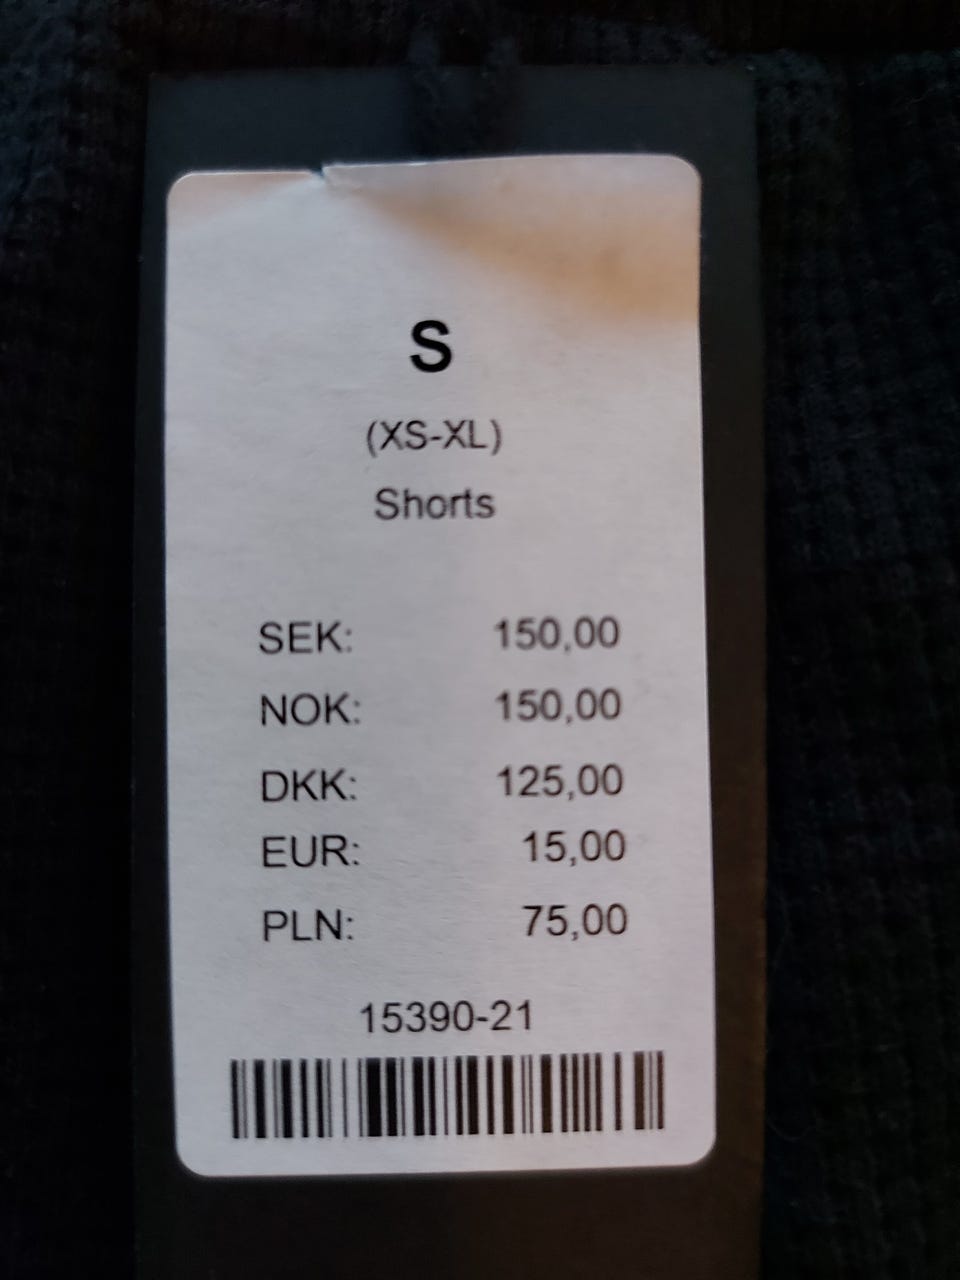 S
(XS-XL)
Shorts
SEK: 150,00
NOK: 150,00
DKK: 125,00
EUR: 15,00
PLN: 75,00
15390-21